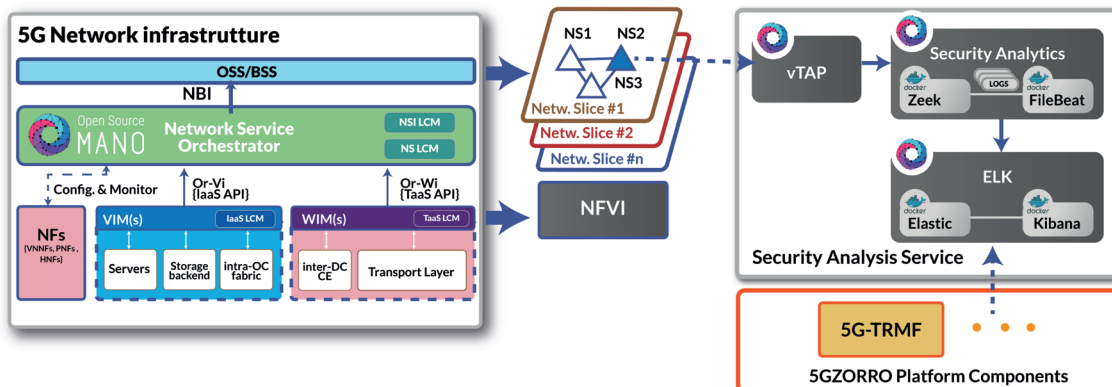 5G Network infrastrutture
OSS/BSS
NBI
Open Source
MANO
Network Service
Orchestrator
NSI LCM
NS LCM
Config. & Monitor
Or-Vi
{IaaS API}
Or-Wi
{TaaS API}
NFs
(VNNFs, PNFs,
HNFs)
VIM(s)
IaaS LCM
Servers
Storage
backend
intra-OC
fabric
WIM(s)
TaaS LCM
inter-DC
CE
Transport Layer
NS1
NS2
NS3
Netw. Slice #1
Netw. Slice #2
Netw. Slice #n
NFVI
vTAP
Security Analytics
docker
Zeek
LOGS
docker
FileBeat
ELK
docker
Elastic
docker
Kibana
Security Analysis Service
5G-TRMF
5GZORRO Platform Components